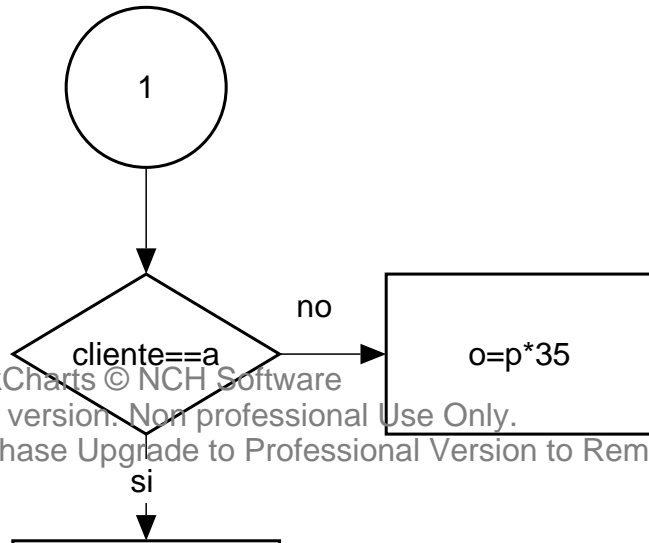 1
no
cliente==a
o=p*35
Charts © NCH Software
version. Non professional Use Only.
hase Upgrade to Professional Version to Rem
si